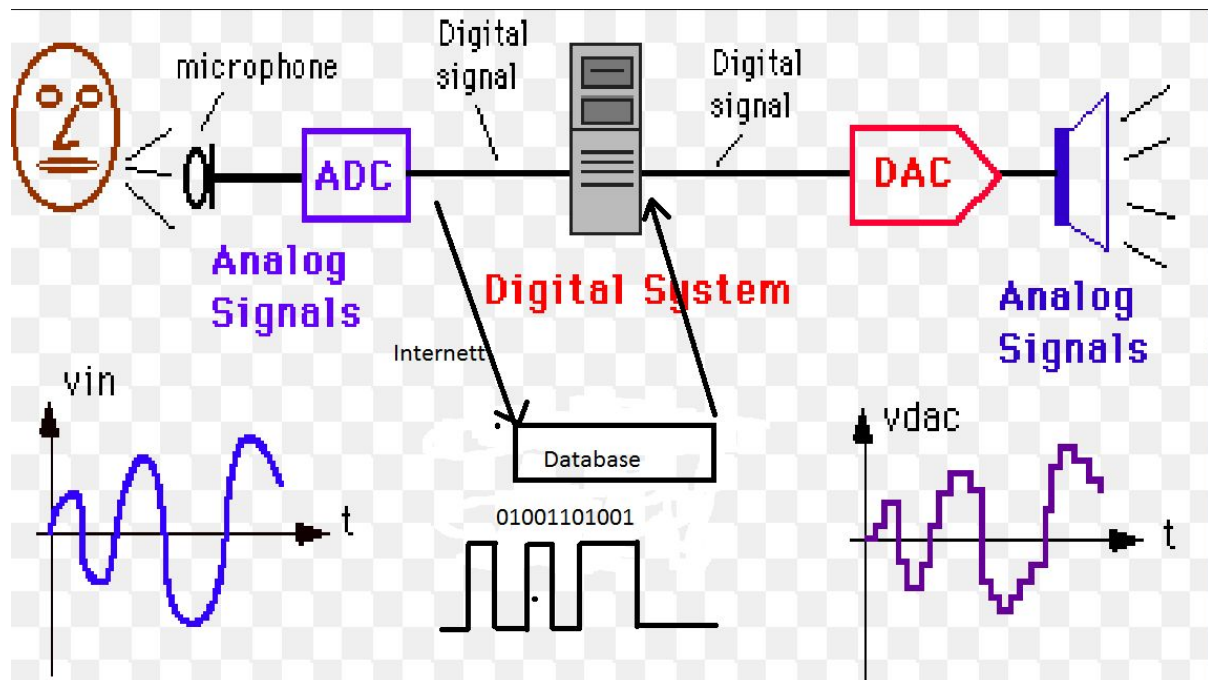 Digital
signal
microphone
Digital
signal
ADC
DAC
Analog
Signals
Digital System
Analog
Signals
Internett
vin
t
Database
01001101001
vdac
t